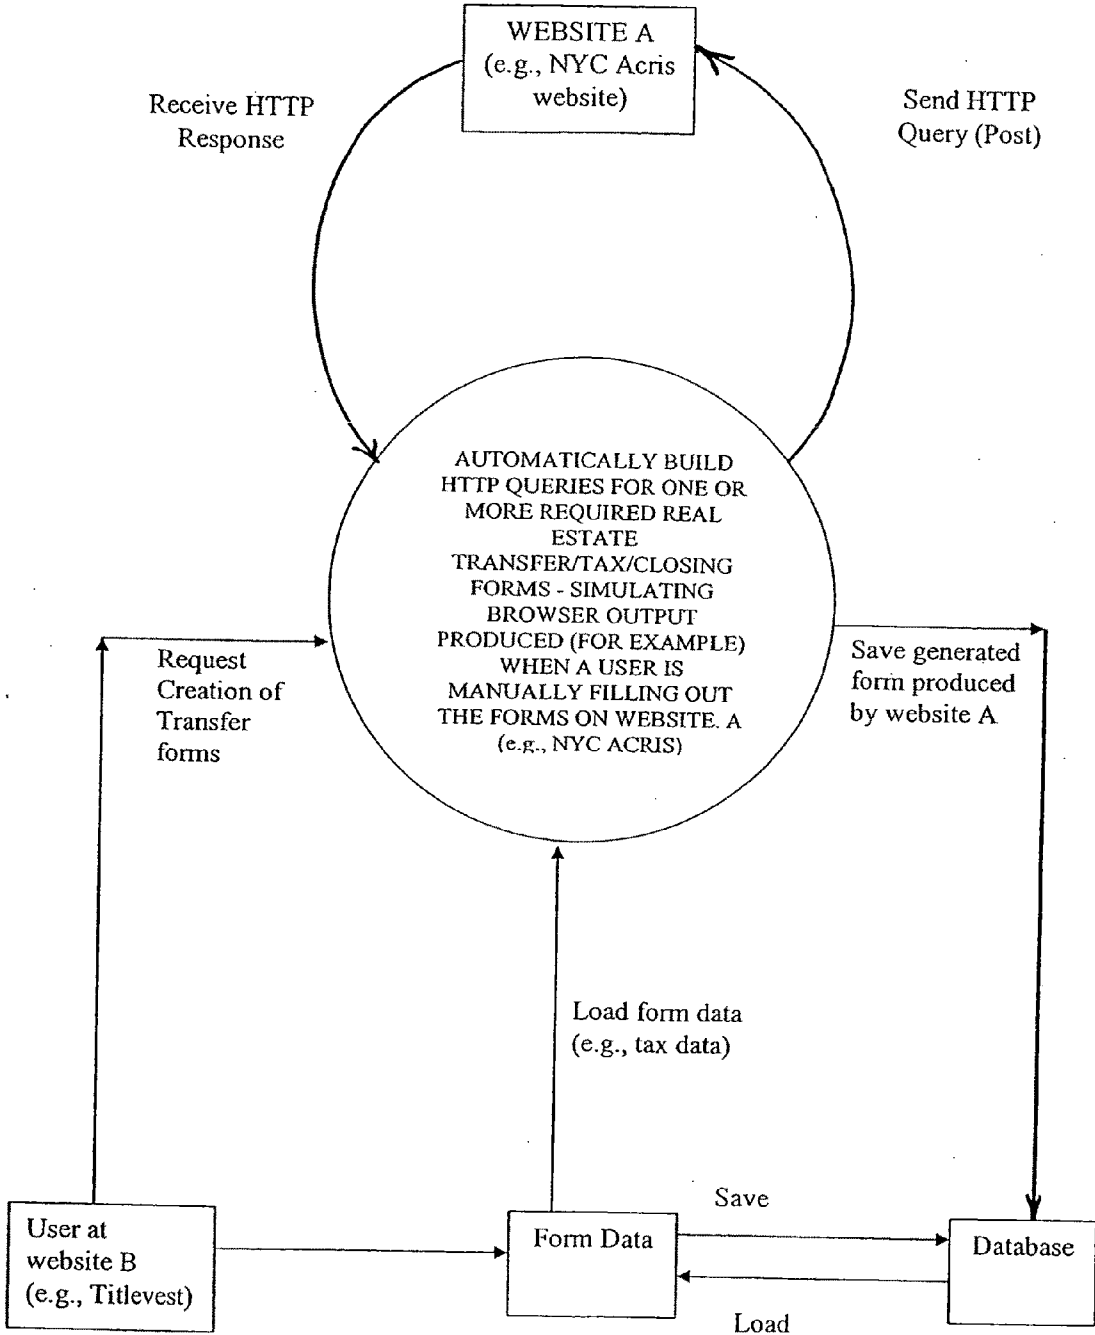 WEBSITE A
(e.g., NYC Acris
website)
Receive HTTP
Response
Send HTTP
Query (Post)
AUTOMATICALLY BUILD
HTTP QUERIES FOR ONE OR
MORE REQUIRED REAL
ESTATE
TRANSFER/TAX/CLOSING
FORMS - SIMULATING
BROWSER OUTPUT
PRODUCED (FOR EXAMPLE)
WHEN A USER IS
MANUALLY FILLING OUT
THE FORMS ON WEBSITE. A
(e.g., NYC ACRIS)
Request
Creation of
Transfer
forms
Save generated
form produced
by website A
Load form data
(e.g., tax data)
User at
website B
(e.g., Titlevest)
Form Data
Save
Load
Database